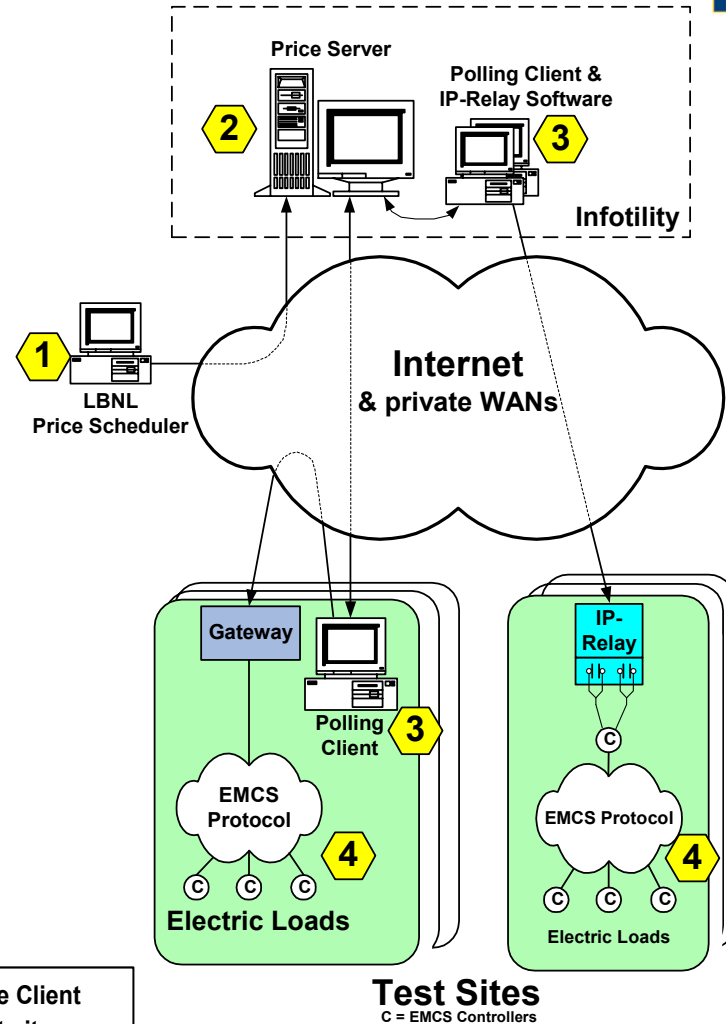 Price Server
Polling Client &
IP-Relay Software
2
3
Infotility
1
LBNL
Price Scheduler
Internet
& private WANs
Gateway
Polling
Client
3
EMCS
Protocol
4
C C C
Electric Loads
IP-
Relay
C
EMCS Protocol
4
C C C
Electric Loads
Test Sites
C = EMCS Controllers
Client